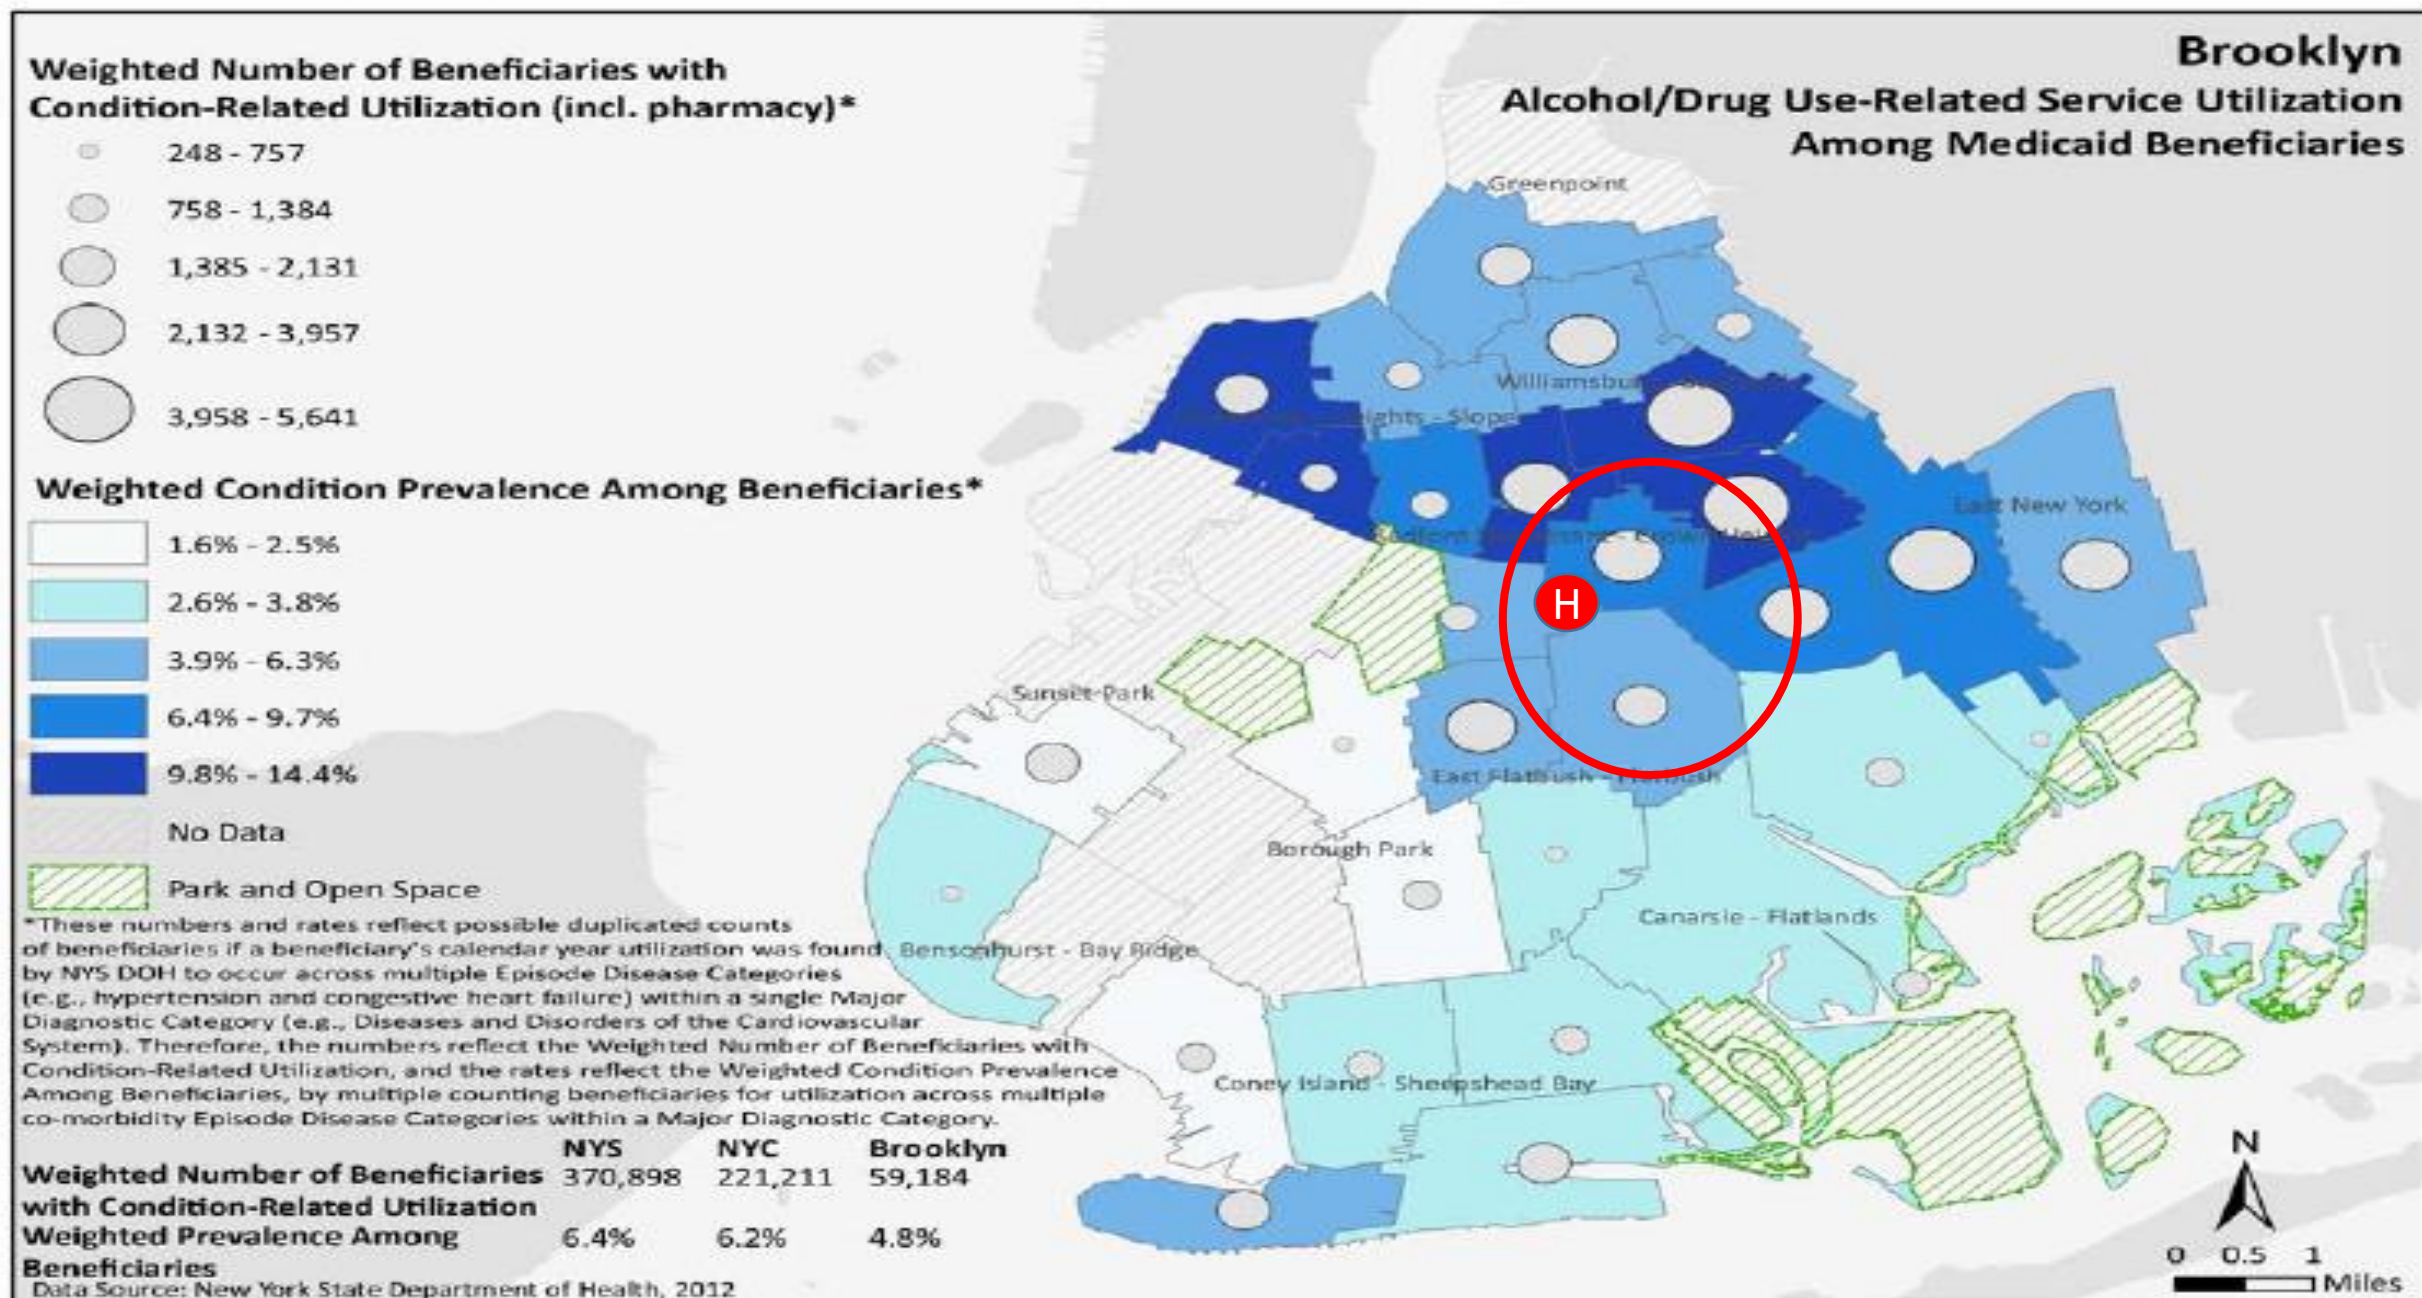 Brooklyn
Alcohol/Drug Use-Related Service Utilization
Among Medicaid Beneficiaries
Weighted Number of Beneficiaries with
Condition-Related Utilization (incl. pharmacy)*
248 - 757
758 - 1,384
1,385 - 2,131
2,132 - 3,957
3,958 - 5,641
Weighted Condition Prevalence Among Beneficiaries*
1.6% - 2.5%
2.6% - 3.8%
3.9% - 6.3%
6.4% - 9.7%
9.8% - 14.4%
No Data
Park and Open Space
*These numbers and rates reflect possible duplicated counts
of beneficiaries if a beneficiary's calendar year utilization was found
by NYS DOH to occur across multiple Episode Disease Categories
(e.g., hypertension and congestive heart failure) within a single Major
Diagnostic Category (e.g., Diseases and Disorders of the Cardiovascular
System). Therefore, the numbers reflect the Weighted Number of Beneficiaries with
Condition-Related Utilization, and the rates reflect the Weighted Condition Prevalence
Among Beneficiaries, by multiple counting beneficiaries for utilization across multiple
co-morbidity Episode Disease Categories within a Major Diagnostic Category.
NYS NYC Brooklyn
Weighted Number of Beneficiaries 370,898 221,211 59,184
with Condition-Related Utilization
Weighted Prevalence Among 6.4% 6.2% 4.8%
Beneficiaries
Data Source: New York State Department of Health, 2012
Greenpoint
Heights - Slope
East New York
H
Sunset Park
East Flatbush - Flatbush
Borough Park
Canarsie - Flatlands
Bensonhurst - Bay Ridge
Coney Island - Sheepshead Bay
N
0 0.5 1
Miles